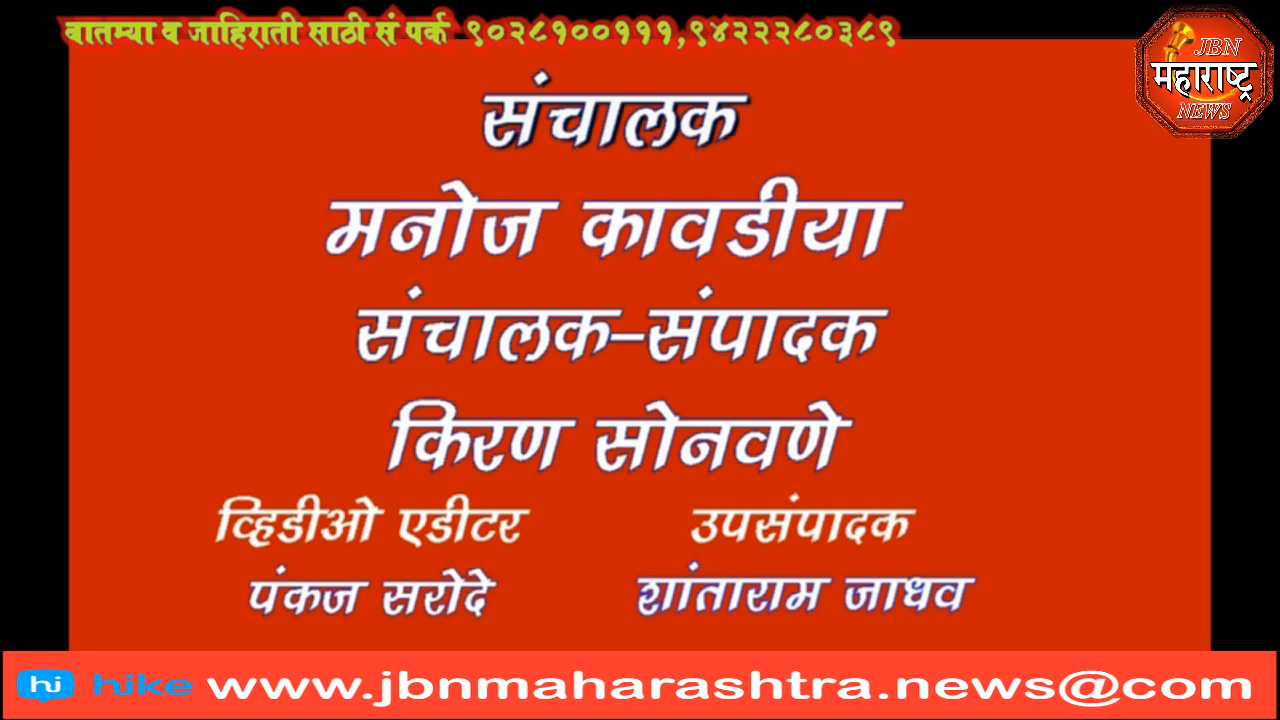 वातम्या व जाहिराती साठी सं पर्क ९०२८१००१११,९४२२२८०३८९
JBN
महाराष्ट्र
NEWS
संचालक
मनोज कावडीया
संचालक-संपादक
किरण सोनवणे
व्हिडीओ एडीटर उपसंपादक
पंकज सरोदे शांताराम जाधव
hi hike www.jbnmaharashtra.news@com